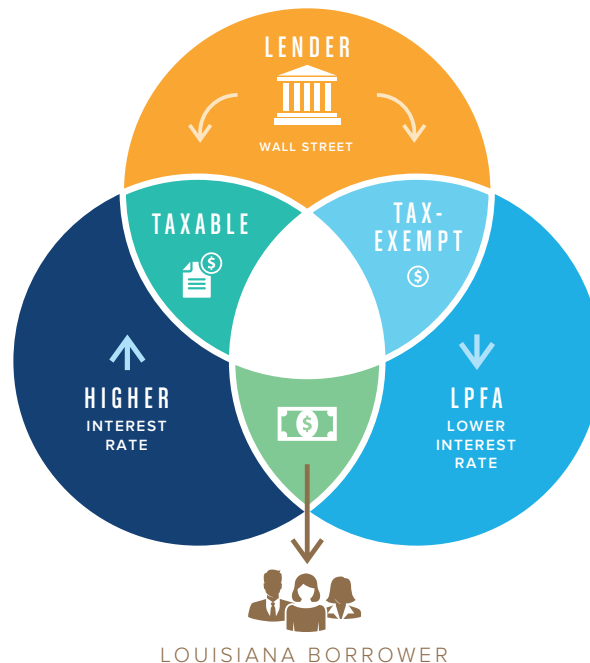 LENDER
WALL STREET
TAXABLE
$
TAX-
EXEMPT
$
HIGHER
INTEREST
RATE
LPFA
LOWER
INTEREST
RATE
$
LOUISIANA BORROWER